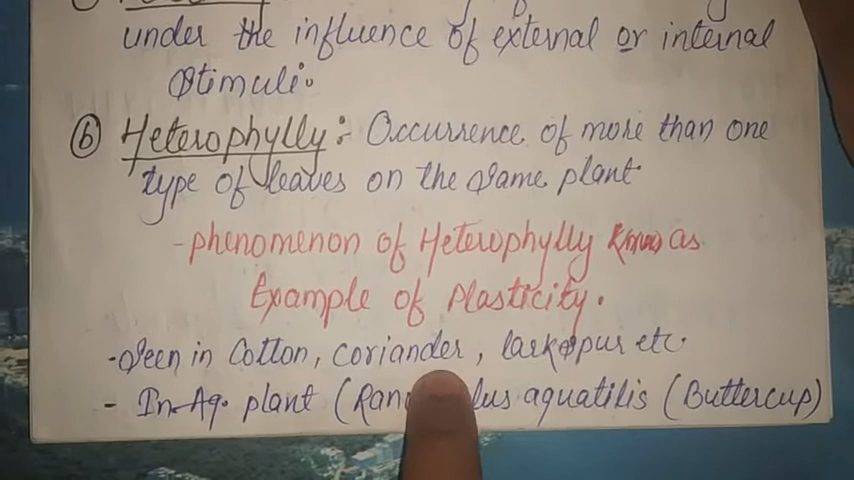 under the influence of external or internal
stimuli.
⑥ Heterophylly :- Occurrence of more than one
type of leaves on the same plant
- phenomenon of Heterophylly known as
Example of Plasticity.
- Seen in Cotton, coriander, larkspur etc.
- In Aq. plant ( aquatilis (Buttercup)